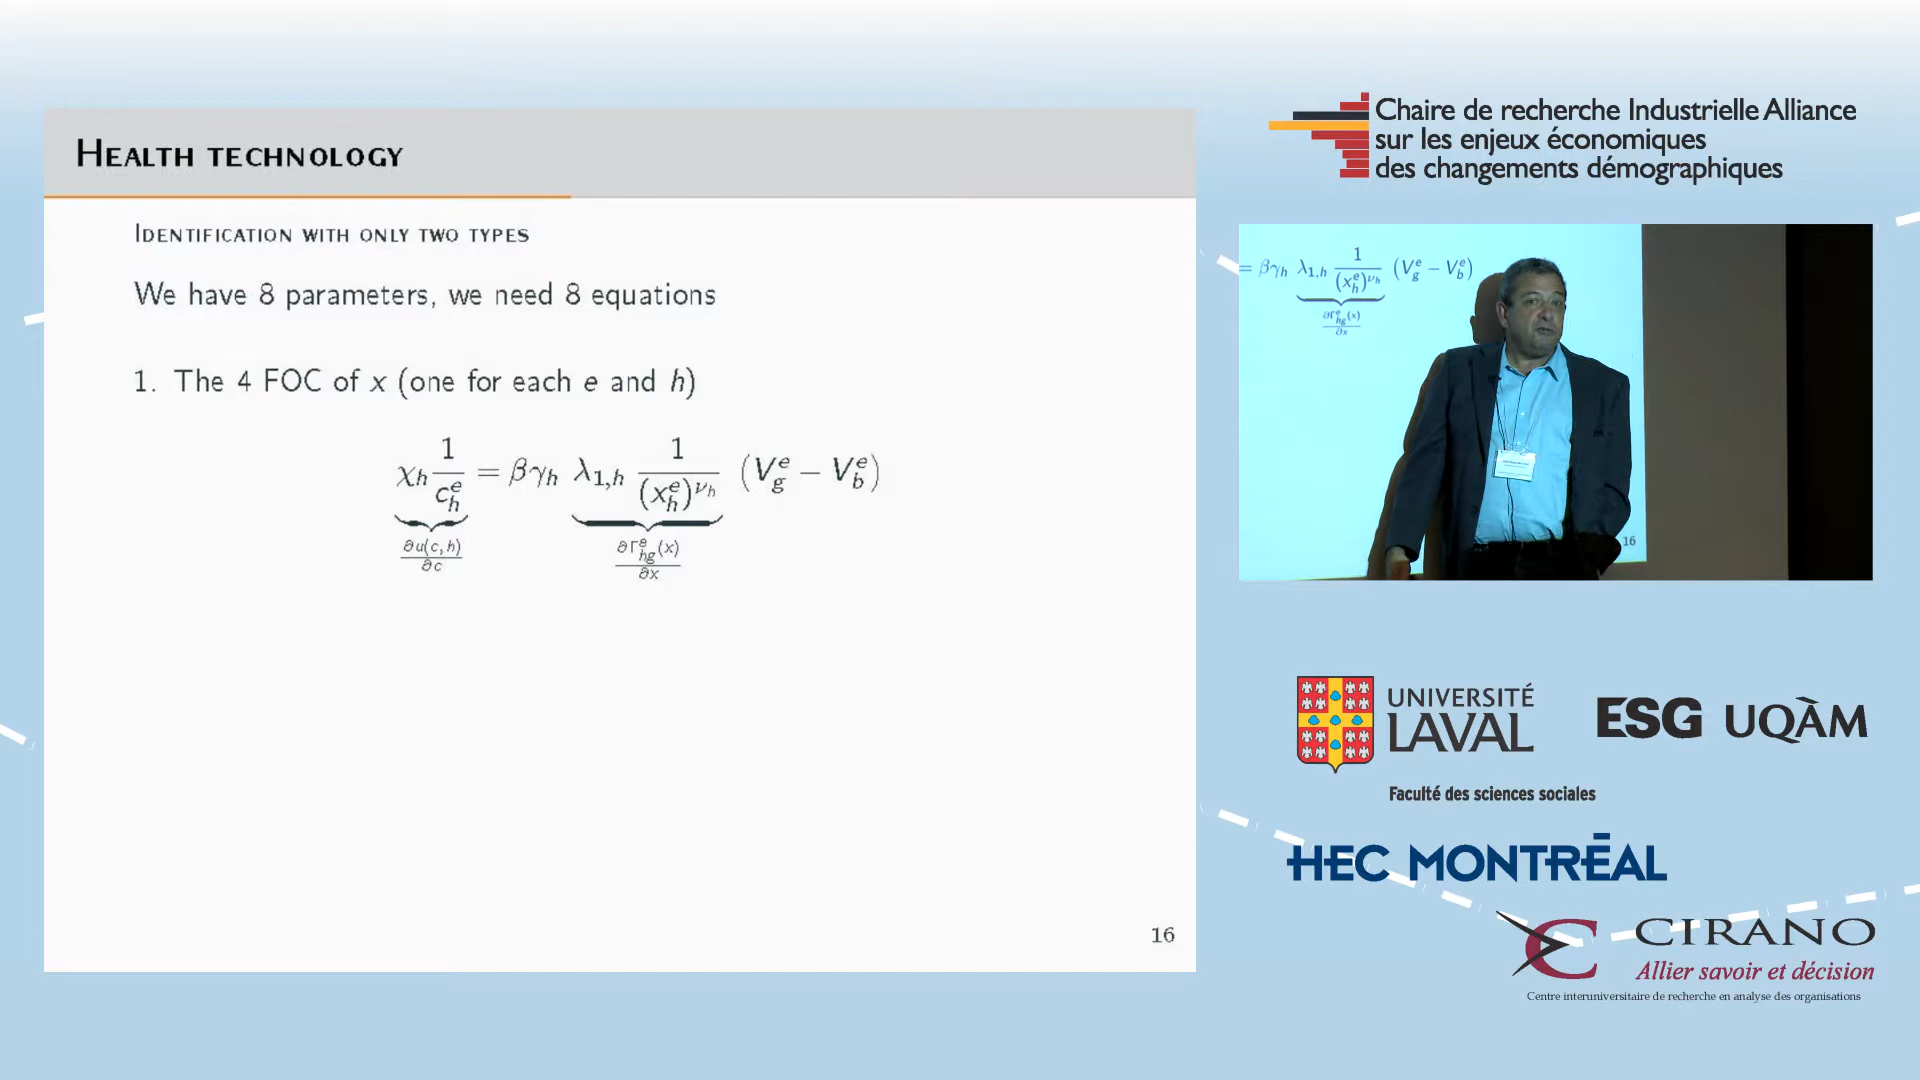 HEALTH TECHNOLOGY
IDENTIFICATION WITH ONLY TWO TYPES
We have 8 parameters, we need 8 equations
1. The 4 FOC of x (one for each e and h)
χ_h 1/c_h^e = βγ_h λ_{1,h} 1/(x_h^e)^{ν_h} (V_g^e − V_b^e)
∂u(c,h)/∂c ∂Γ_{hg}^e(x)/∂x
16
Chaire de recherche Industrielle Alliance
sur les enjeux économiques
des changements démographiques
= βγ_h λ_{1,h} 1/(x_h^e)^{ν_h} (V_g^e − V_b^e)
∂Γ_{hg}^e(x)/∂x
16
UNIVERSITÉ
LAVAL
Faculté des sciences sociales
ESG UQÀM
HEC MONTRÉAL
CIRANO
Allier savoir et décision
Centre interuniversitaire de recherche en analyse des organisations